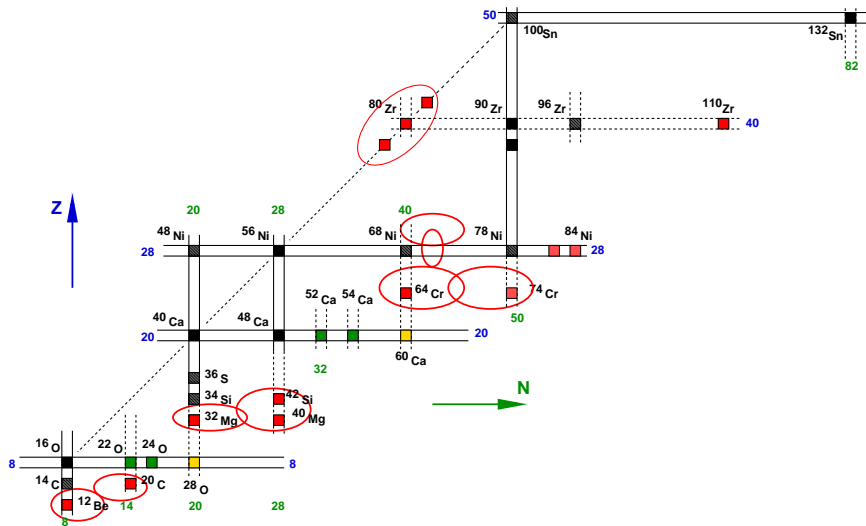 50
100Sn
132Sn
82
80Zr
90Zr
96Zr
110Zr
40
Z
20
28
40
48Ni
56Ni
68Ni
78Ni
84Ni
28
28
64Cr
74Cr
52Ca
54Ca
50
40Ca
48Ca
20
20
60Ca
32
36S
N
34Si
42Si
32Mg
40Mg
16O
22O
24O
8
8
14C
20C
28O
12Be
14
20
28
8